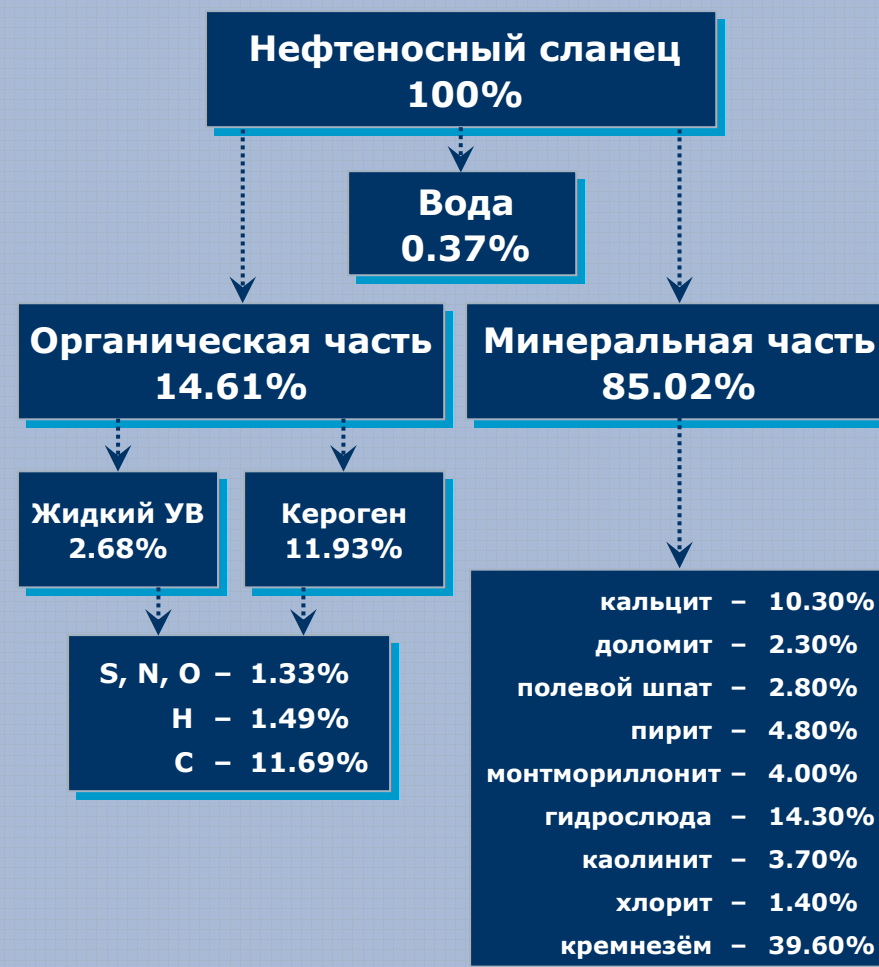 Нефтеносный сланец
100%
Вода
0.37%
Органическая часть
14.61%
Минеральная часть
85.02%
Жидкий УВ
2.68%
Кероген
11.93%
S, N, O – 1.33%
H – 1.49%
C – 11.69%
кальцит – 10.30%
доломит – 2.30%
полевой шпат – 2.80%
пирит – 4.80%
монтмориллонит – 4.00%
гидрослюда – 14.30%
каолинит – 3.70%
хлорит – 1.40%
кремнезём – 39.60%